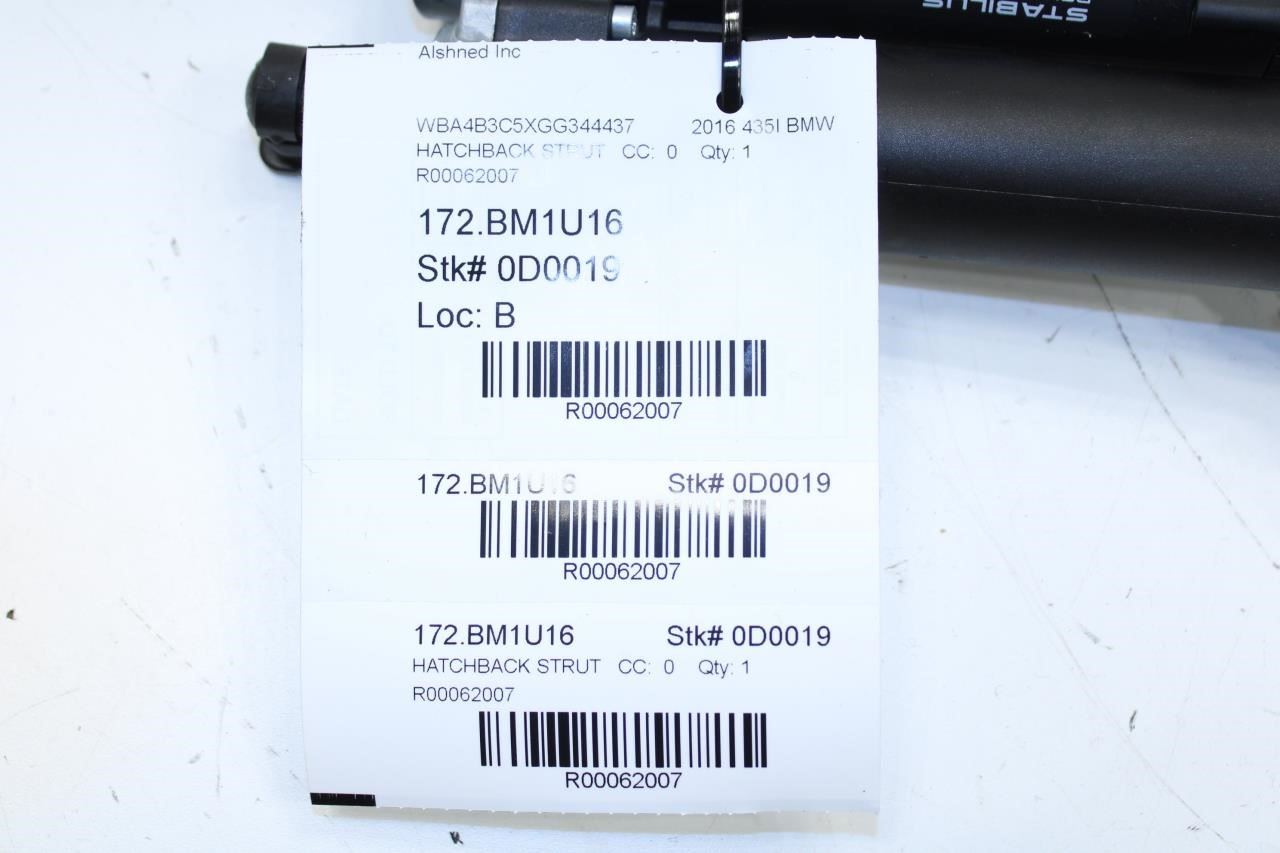 STABILUS
Alshned Inc
WBA4B3C5XGG344437 2016 435I BMW
HATCHBACK STRUT CC: 0 Qty: 1
R00062007
172.BM1U16
Stk# 0D0019
Loc: B
R00062007
172.BM1U16 Stk# 0D0019
R00062007
172.BM1U16 Stk# 0D0019
HATCHBACK STRUT CC: 0 Qty: 1
R00062007
R00062007